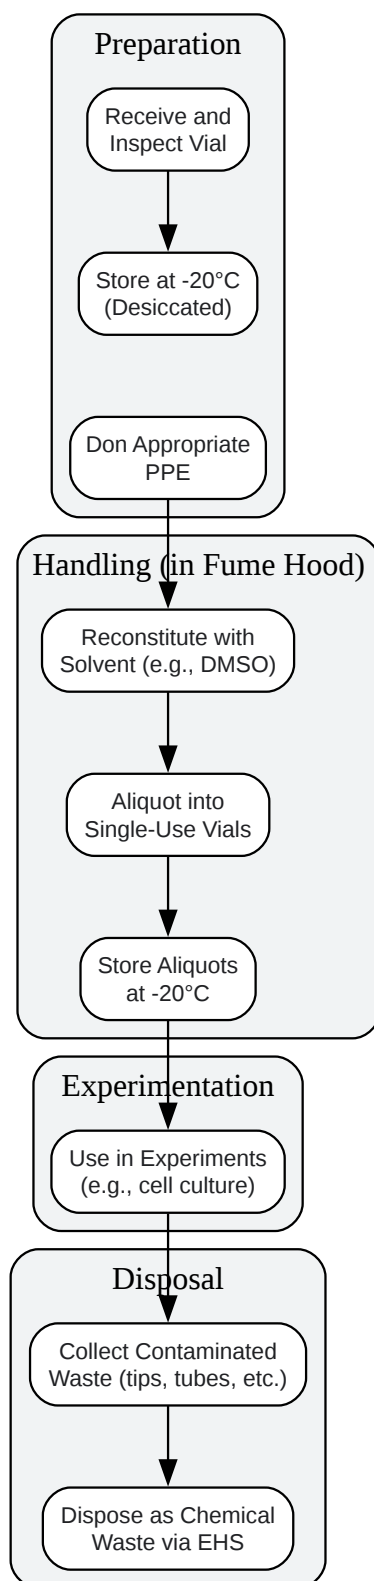 Preparation
Receive and
Inspect Vial
Store at -20°C
(Desiccated)
Don Appropriate
PPE
Handling (in Fume Hood)
Reconstitute with
Solvent (e.g., DMSO)
Aliquot into
Single-Use Vials
Store Aliquots
at -20°C
Experimentation
Use in Experiments
(e.g., cell culture)
Disposal
Collect Contaminated
Waste (tips, tubes, etc.)
Dispose as Chemical
Waste via EHS